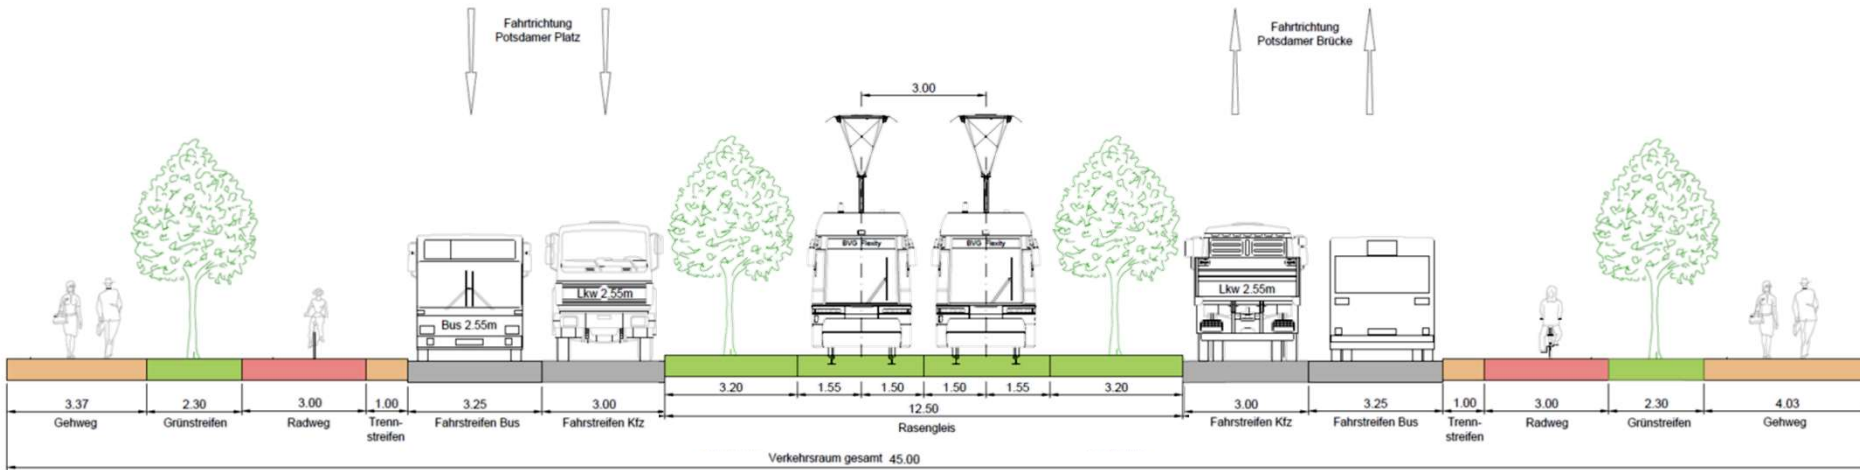 Fahrtrichtung
Potsdamer Platz
Fahrtrichtung
Potsdamer Brücke
3.00
BVG Flexity
BVG Flexity
Bus 2.55m
Lkw 2.55m
Lkw 2.55m
3.20
1.55
1.50
1.50
1.55
3.20
3.37
2.30
3.00
1.00
3.25
3.00
12.50
3.00
3.25
1.00
3.00
2.30
4.03
Gehweg
Grünstreifen
Radweg
Trenn-
streifen
Fahrstreifen Bus
Fahrstreifen Kfz
Rasengleis
Fahrstreifen Kfz
Fahrstreifen Bus
Trenn-
streifen
Radweg
Grünstreifen
Gehweg
Verkehrsraum gesamt 45.00